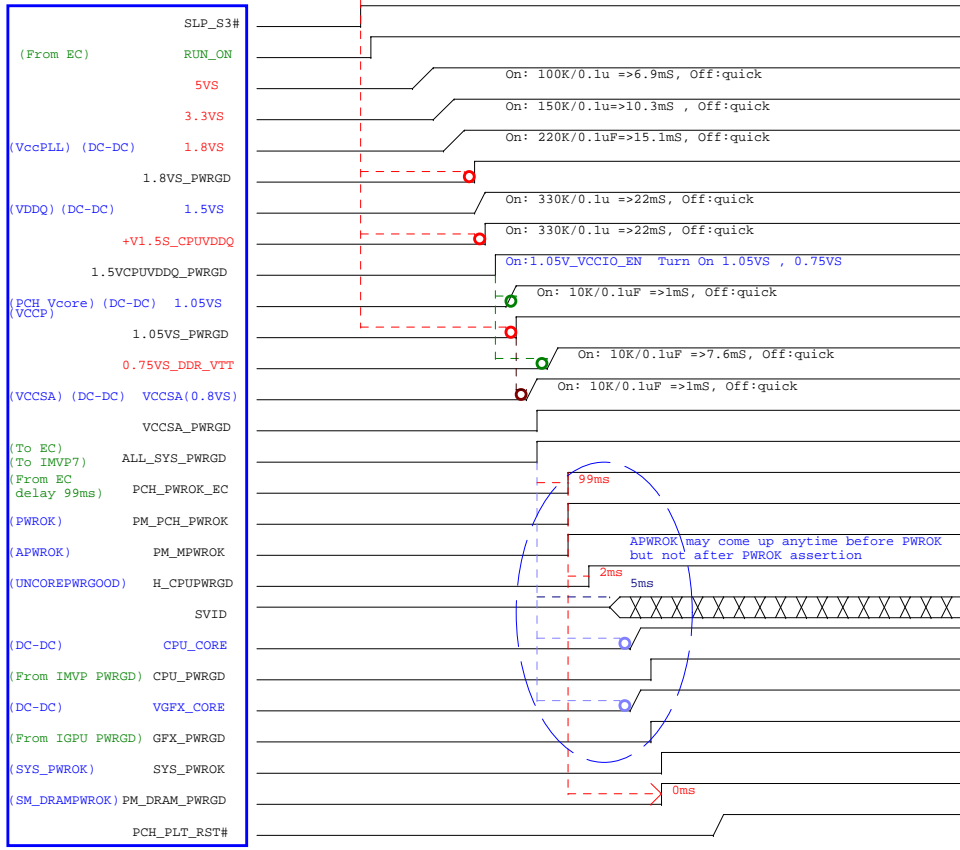 SLP_S3#
(From EC) RUN_ON
5VS On: 100K/0.1u =>6.9mS, Off:quick
3.3VS On: 150K/0.1u=>10.3mS , Off:quick
(VccPLL) (DC-DC) 1.8VS On: 220K/0.1uF=>15.1mS, Off:quick
1.8VS_PWRGD
(VDDQ) (DC-DC) 1.5VS On: 330K/0.1u =>22mS, Off:quick
+V1.5S_CPUVDDQ On: 330K/0.1u =>22mS, Off:quick
1.5VCPUVDDQ_PWRGD On:1.05V_VCCIO_EN Turn On 1.05VS , 0.75VS
(PCH_Vcore) (DC-DC) 1.05VS On: 10K/0.1uF =>1mS, Off:quick
(VCCP)
1.05VS_PWRGD
0.75VS_DDR_VTT On: 10K/0.1uF =>7.6mS, Off:quick
(VCCSA) (DC-DC) VCCSA(0.8VS) On: 10K/0.1uF =>1mS, Off:quick
VCCSA_PWRGD
(To EC)
(To IMVP7) ALL_SYS_PWRGD
(From EC
delay 99ms) PCH_PWROK_EC 99ms
(PWROK) PM_PCH_PWROK
(APWROK) PM_MPWROK APWROK may come up anytime before PWROK
but not after PWROK assertion
(UNCOREPWRGOOD) H_CPUPWRGD 2ms
5ms
SVID
(DC-DC) CPU_CORE
(From IMVP PWRGD) CPU_PWRGD
(DC-DC) VGFX_CORE
(From IGPU PWRGD) GFX_PWRGD
(SYS_PWROK) SYS_PWROK
(SM_DRAMPWROK) PM_DRAM_PWRGD 0ms
PCH_PLT_RST#